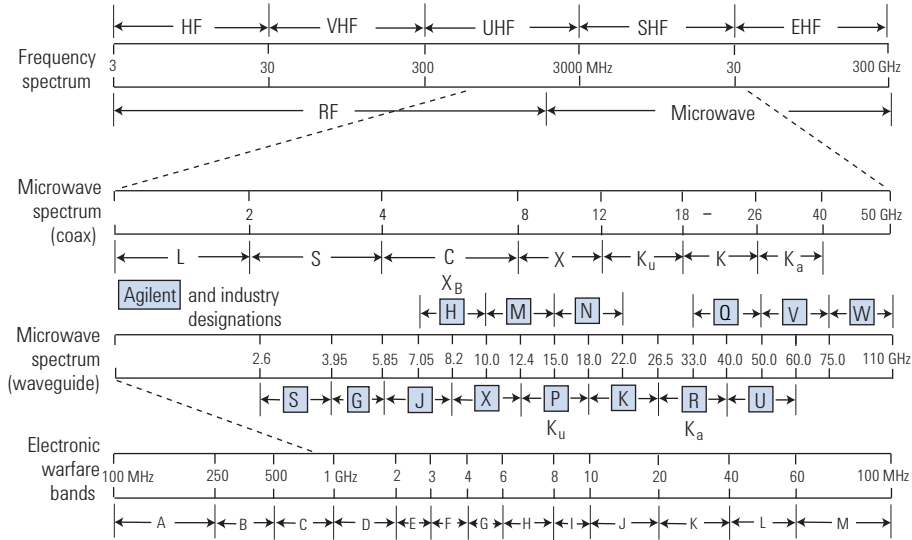 HF VHF UHF SHF EHF
Frequency spectrum
3 30 300 3000 MHz 30 300 GHz
RF Microwave
Microwave spectrum (coax)
2 4 8 12 18 – 26 40 50 GHz
L S C X Ku K Ka
Agilent and industry designations
XB
H M N Q V W
Microwave spectrum (waveguide)
2.6 3.95 5.85 7.05 8.2 10.0 12.4 15.0 18.0 22.0 26.5 33.0 40.0 50.0 60.0 75.0 110 GHz
S G J X P K R U
Ku Ka
Electronic warfare bands
100 MHz 250 500 1 GHz 2 3 4 6 8 10 20 40 60 100 MHz
A B C D E F G H I J K L M